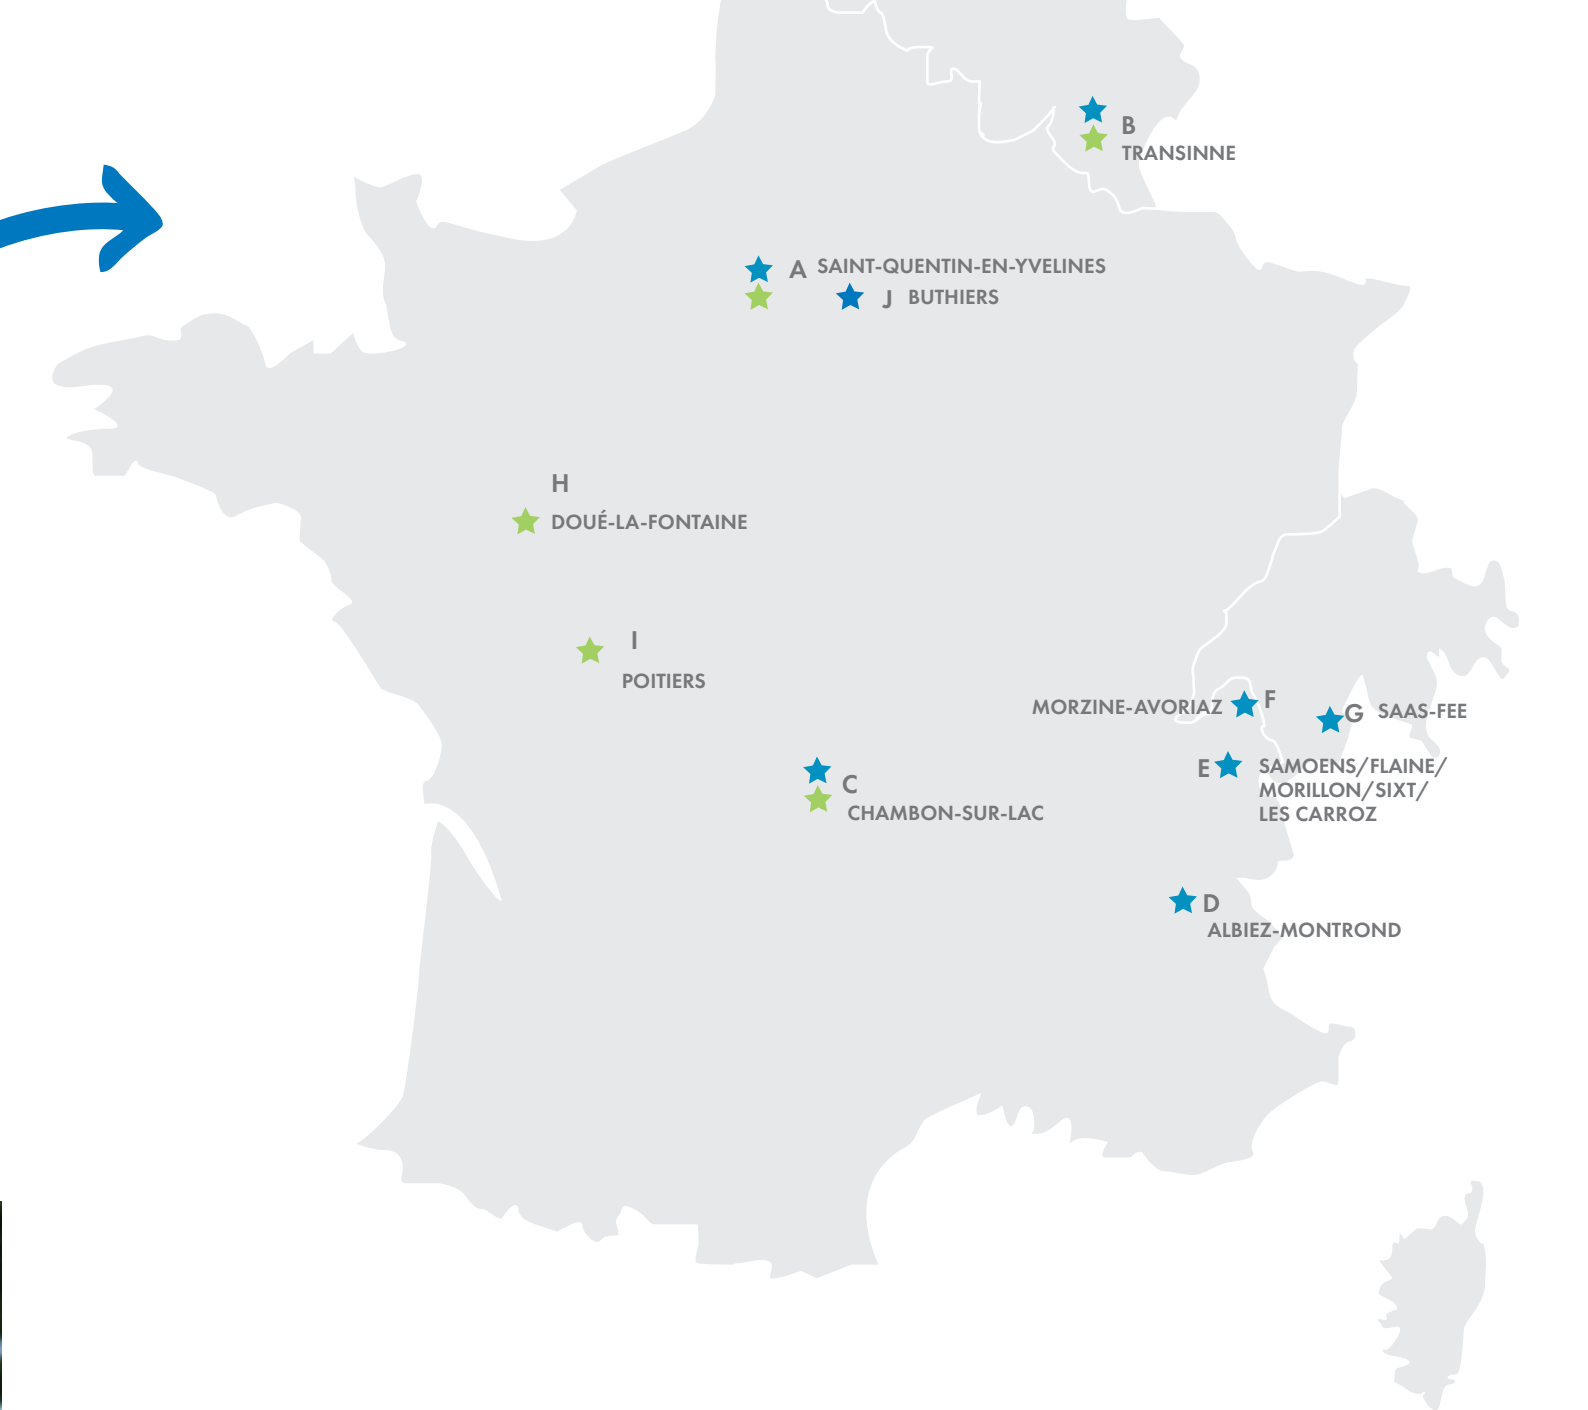 B
TRANSINNE
A SAINT-QUENTIN-EN-YVELINES
J BUTHIERS
H
DOUÉ-LA-FONTAINE
I
POITIERS
MORZINE-AVORIAZ F
G SAAS-FEE
E SAMOENS/FLAINE/
MORILLON/SIXT/
LES CARROZ
C
CHAMBON-SUR-LAC
D
ALBIEZ-MONTROND